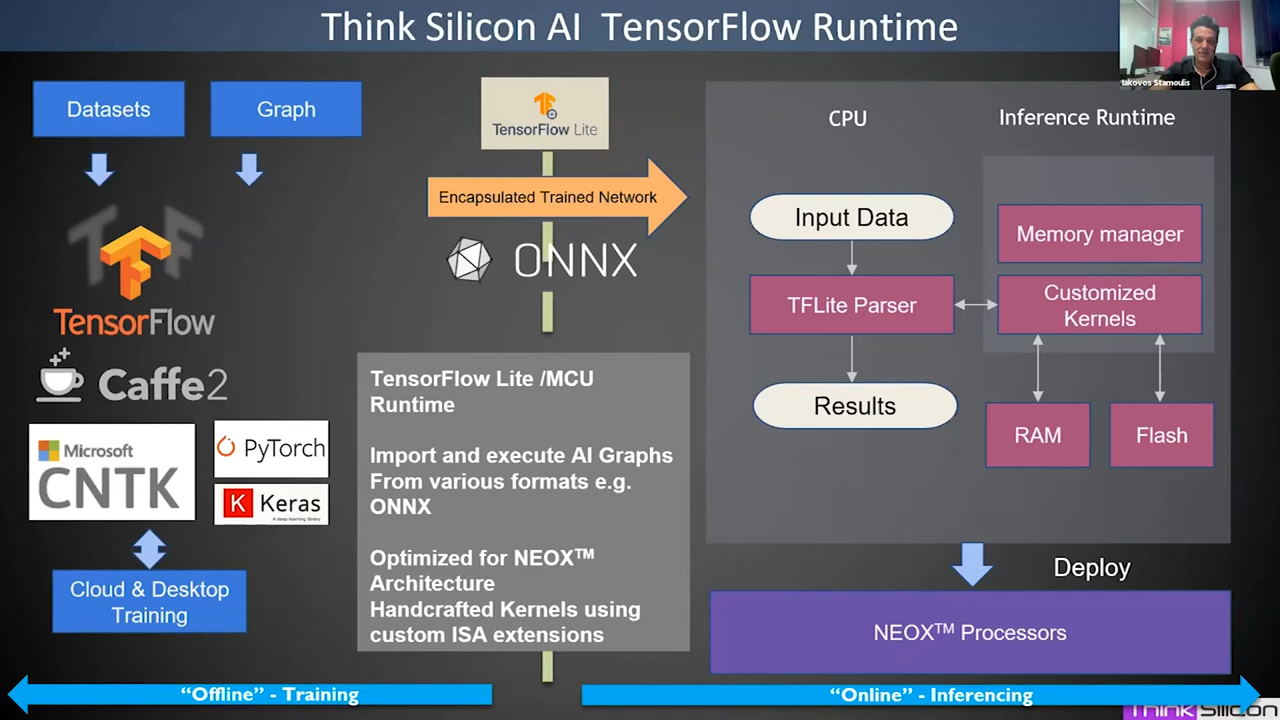 Think Silicon AI TensorFlow Runtime
Iakovos Stamoulis
Datasets
Graph
TensorFlow
Caffe2
Microsoft
CNTK
PyTorch
Keras
A deep learning library
Cloud & Desktop
Training
TensorFlow Lite
Encapsulated Trained Network
ONNX
TensorFlow Lite /MCU
Runtime
Import and execute AI Graphs
From various formats e.g.
ONNX
Optimized for NEOX™
Architecture
Handcrafted Kernels using
custom ISA extensions
CPU
Inference Runtime
Input Data
TFLite Parser
Results
Memory manager
Customized
Kernels
RAM
Flash
Deploy
NEOX™ Processors
“Offline” - Training
“Online” - Inferencing
Think Silicon